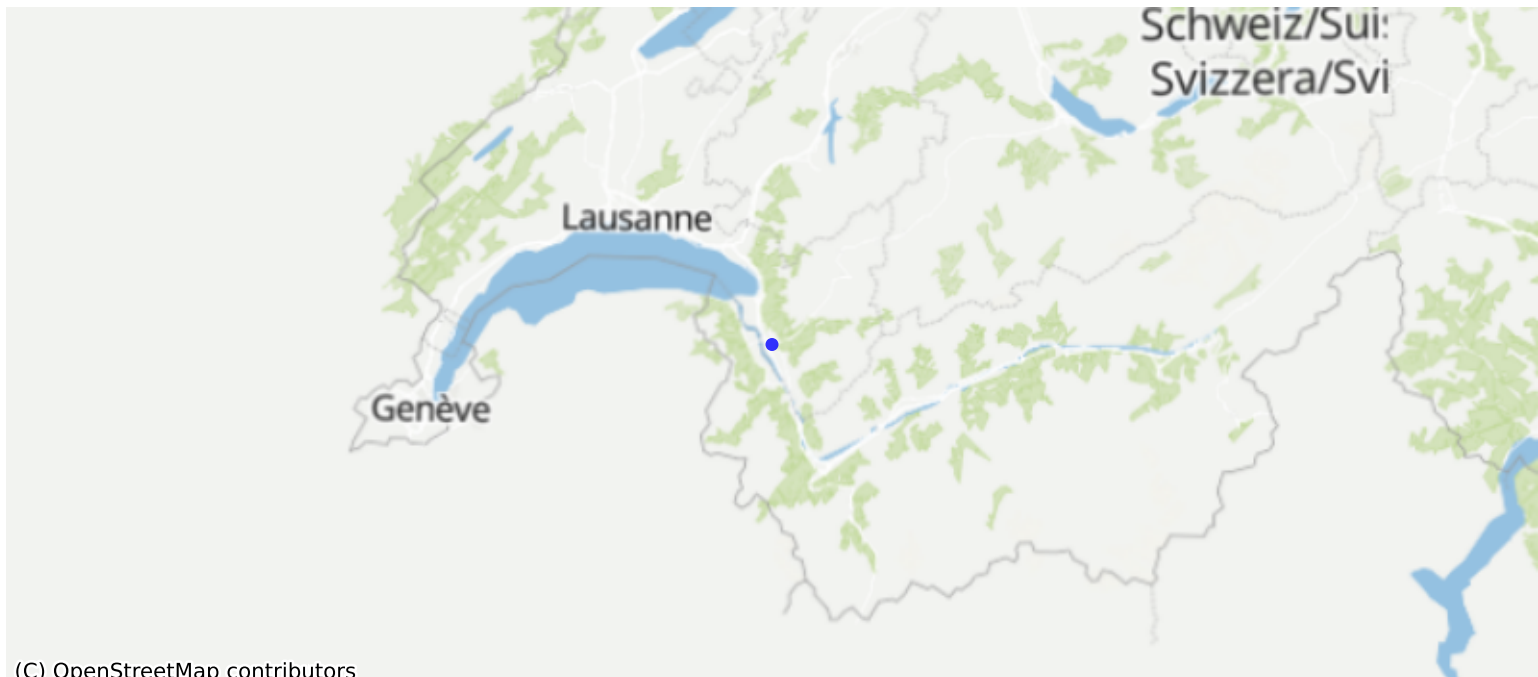 Schweiz/Suis
Svizzera/Svi
Lausanne
Genève
(C) OpenStreetMap contributors